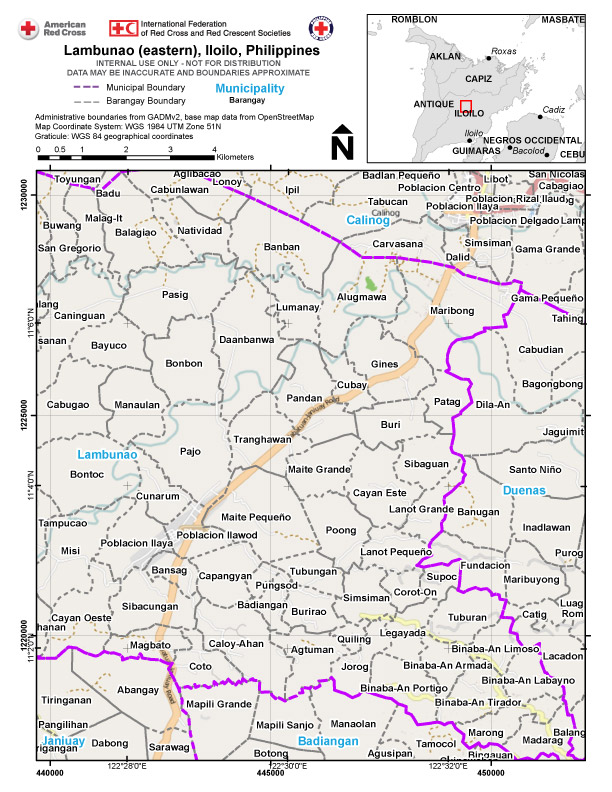 American Red Cross
International Federation of Red Cross and Red Crescent Societies
PHILIPPINE RED CROSS
Lambunao (eastern), Iloilo, Philippines
INTERNAL USE ONLY - NOT FOR DISTRIBUTION
DATA MAY BE INACCURATE AND BOUNDARIES APPROXIMATE
Municipal Boundary
Municipality
Barangay Boundary
Barangay
Administrative boundaries from GADMv2, base map data from OpenStreetMap
Map Coordinate System: WGS 1984 UTM Zone 51N
Graticule: WGS 84 geographical coordinates
0 0.5 1 2 3 4
Kilometers
N
ROMBLON
MASBATE
Roxas
AKLAN
CAPIZ
ANTIQUE
ILOILO
Cadiz
Iloilo
NEGROS OCCIDENTAL
GUIMARAS
Bacolod
CEBU
Toyungan
Agilbacao
Lonoy
Badlan Pequeño
Libot
San Nicolas
Badu
Cabunlawan
Ipil
Poblacion Centro
Cabagiao
Tabucan
Poblacion Rizal Ilaud
Poblacion Ilaya
Malag-It
Calinog
Calinog
Poblacion Delgado
Buwang
Balagiao
Natividad
Carvasana
Simsiman
San Gregorio
Banban
Dalid
Gama Grande
Pasig
Alugmawa
Gama Pequeño
Lumanay
Maribong
Tahing
Caninguan
Daanbanwa
Bayuco
Cabudian
Bonbon
Gines
Cubay
Bagongbong
Cabugao
Manaulan
Pandan
Patag
Dila-An
Buri
Jaguimit
Tranghawan
Lambunao
Pajo
Sibaguan
Santo Niño
Bontoc
Maite Grande
Duenas
Cunarum
Cayan Este
Lanot Grande
Banugan
Tampucao
Maite Pequeño
Inadlawan
Poblacion Ilaya
Poblacion Ilawod
Poong
Misi
Lanot Pequeño
Purog
Bansag
Capangyan
Tubungan
Fundacion
Pungsod
Supoc
Maribuyong
Sibacungan
Badiangan
Burirao
Simsiman
Corot-On
Cayan Oeste
Tuburan
Catig
Magbato
Caloy-Ahan
Quiling
Legayada
Agtuman
Binaba-An Limoso
Lacadon
Coto
Jorog
Binaba-An Armada
Abangay
Binaba-An Portigo
Binaba-An Labayno
Tiringanan
Mapili Grande
Binaba-An Tirador
Pangilihan
Mapili Sanjo
Manaolan
Marong
Janiuay
Dabong
Sarawag
Badiangan
Tamocol
Madarag
Botong
Agusipan
1230000
1225000
1220000
11°6'0"N
11°4'0"N
11°2'0"N
440000
122°28'0"E
445000
122°30'0"E
122°32'0"E
450000